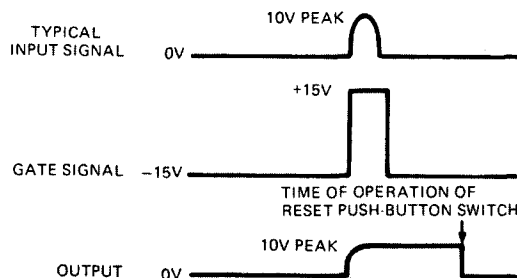 10V PEAK
TYPICAL
INPUT SIGNAL
0V
+15V
GATE SIGNAL
−15V
TIME OF OPERATION OF
RESET PUSH-BUTTON SWITCH
10V PEAK
OUTPUT
0V